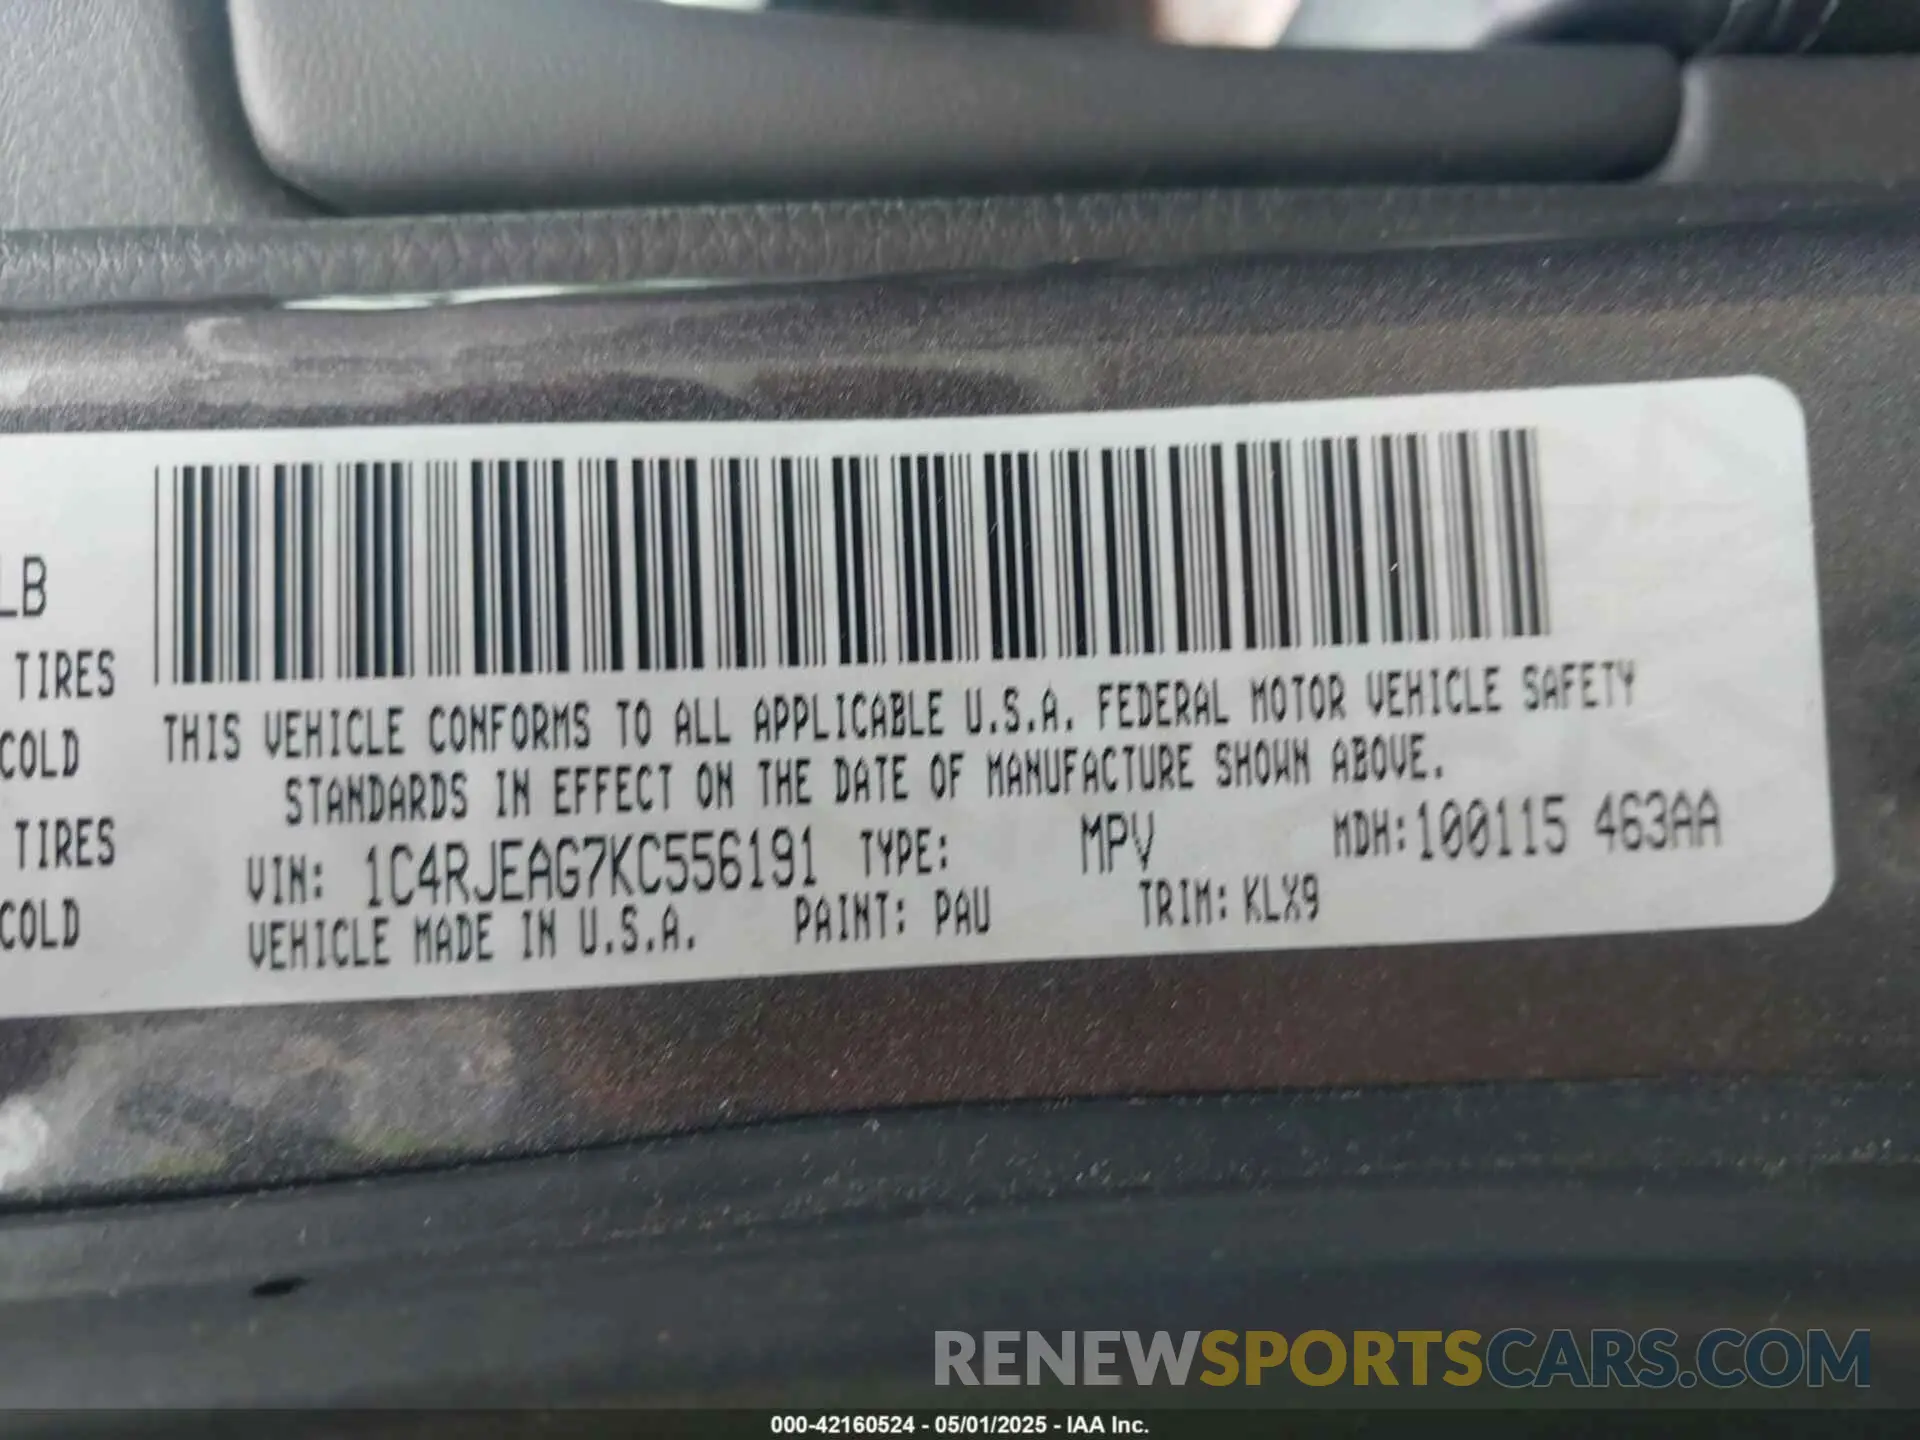 LB
TIRES
COLD
TIRES
COLD
THIS VEHICLE CONFORMS TO ALL APPLICABLE U.S.A. FEDERAL MOTOR VEHICLE SAFETY
STANDARDS IN EFFECT ON THE DATE OF MANUFACTURE SHOWN ABOVE.
VIN: 1C4RJEAG7KC556191 TYPE: MPV MDH:100115 463AA
VEHICLE MADE IN U.S.A. PAINT: PAU TRIM: KLX9
RENEWSPORTSCARS.COM
000-42160524 - 05/01/2025 - IAA Inc.